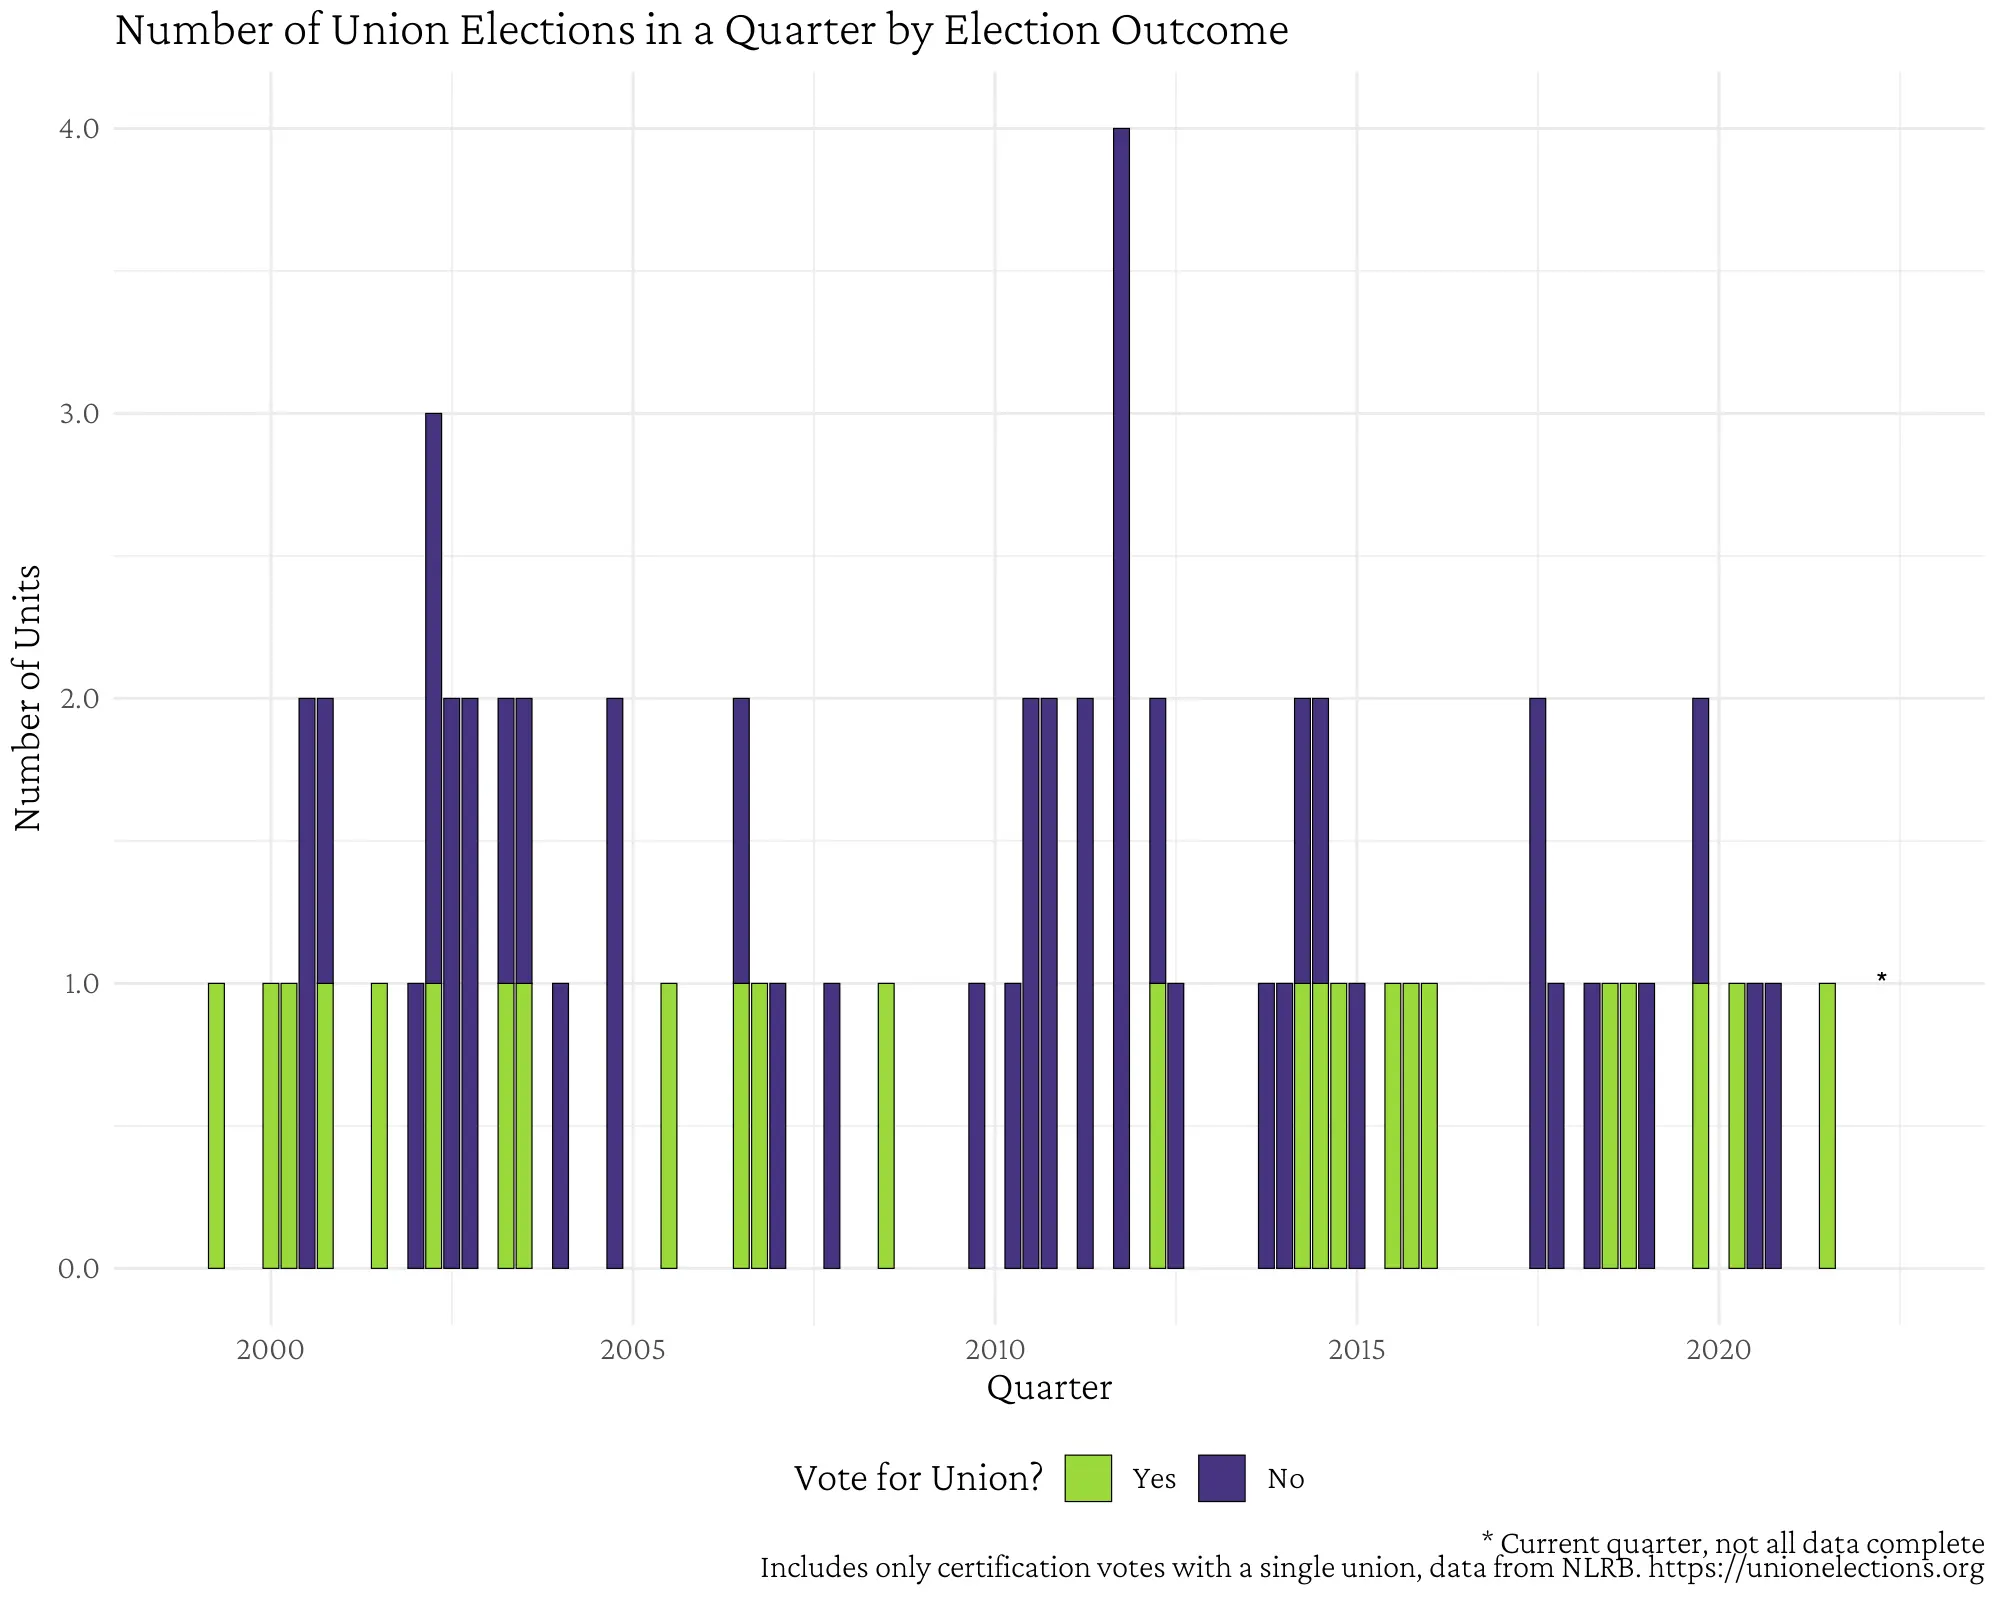 Number of Union Elections in a Quarter by Election Outcome
4.0
3.0
2.0
1.0
0.0
Number of Units
*
2000 2005 2010 2015 2020
Quarter
Vote for Union? Yes No
* Current quarter, not all data complete
Includes only certification votes with a single union, data from NLRB. https://unionelections.org